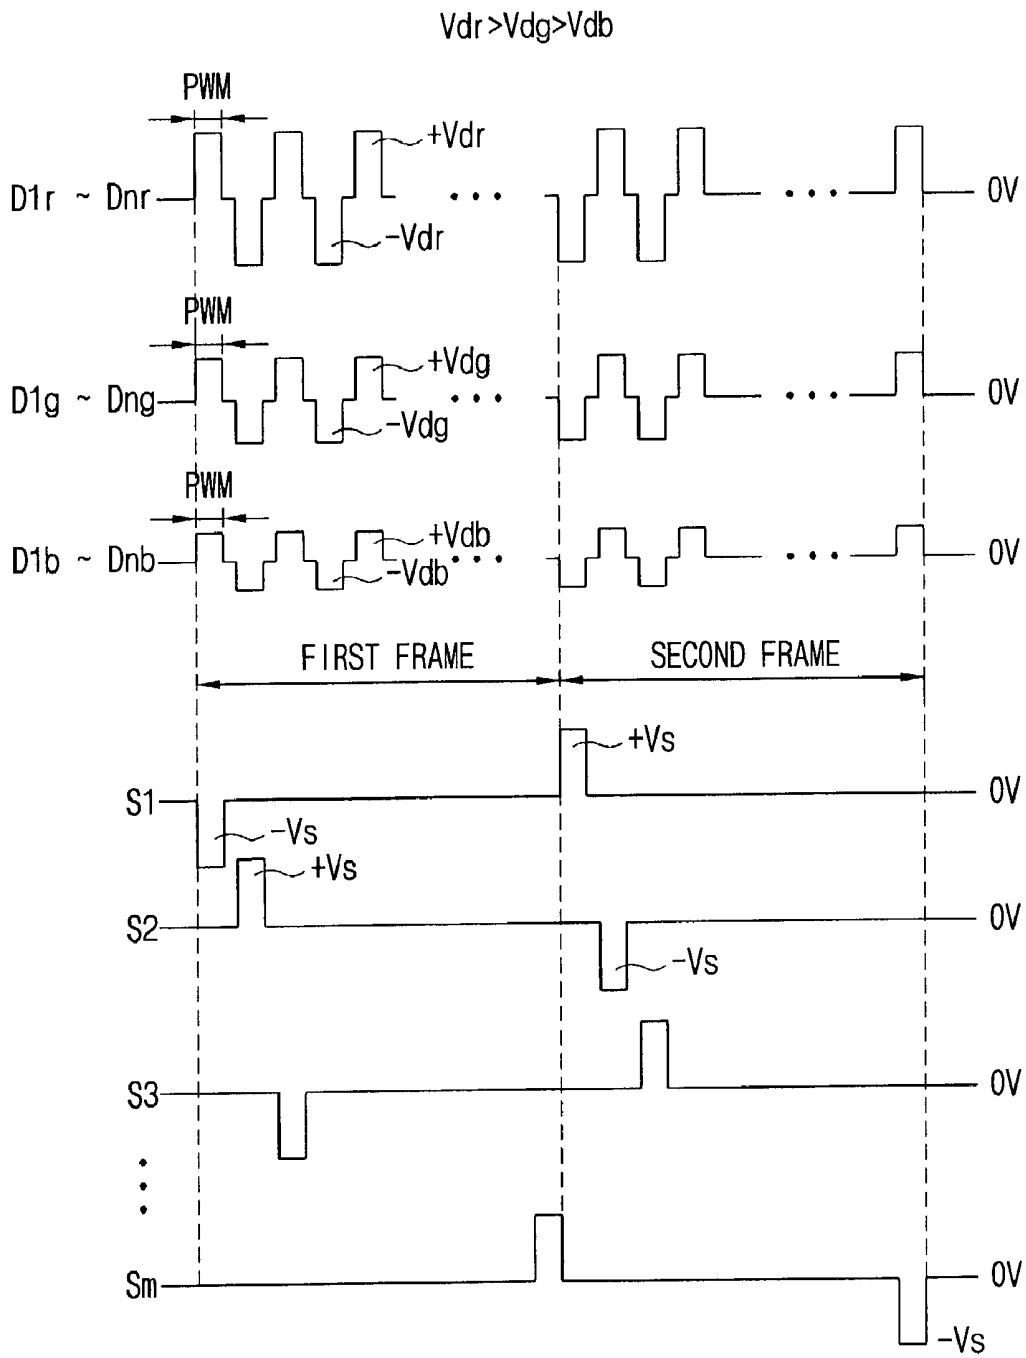 Vdr>Vdg>Vdb
PWM
+Vdr
D1r ~ Dnr
0V
-Vdr
PWM
+Vdg
D1g ~ Dng
0V
-Vdg
PWM
+Vdb
D1b ~ Dnb
0V
-Vdb
FIRST FRAME
SECOND FRAME
+Vs
S1
0V
-Vs
+Vs
S2
0V
-Vs
S3
0V
Sm
0V
-Vs